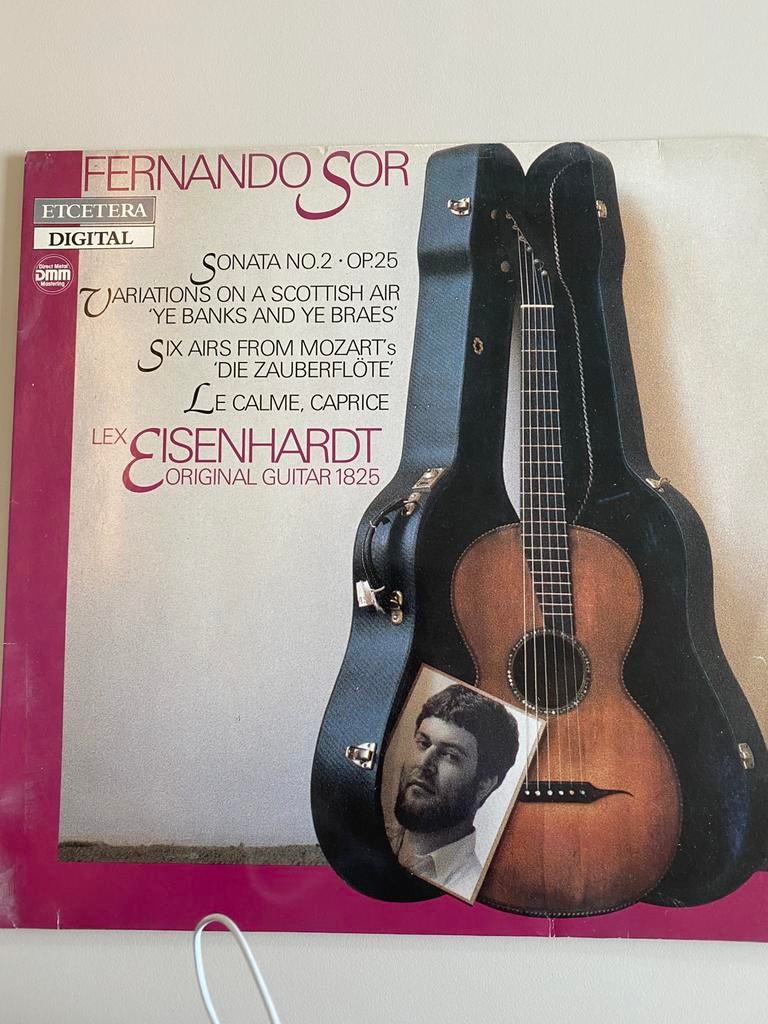 FERNANDO SOR
ETCETERA
DIGITAL
Direct Metal
DMM
Mastering
SONATA NO.2 · OP.25
VARIATIONS ON A SCOTTISH AIR
'YE BANKS AND YE BRAES'
SIX AIRS FROM MOZART's
'DIE ZAUBERFLÖTE'
LE CALME, CAPRICE
LEX EISENHARDT
ORIGINAL GUITAR 1825